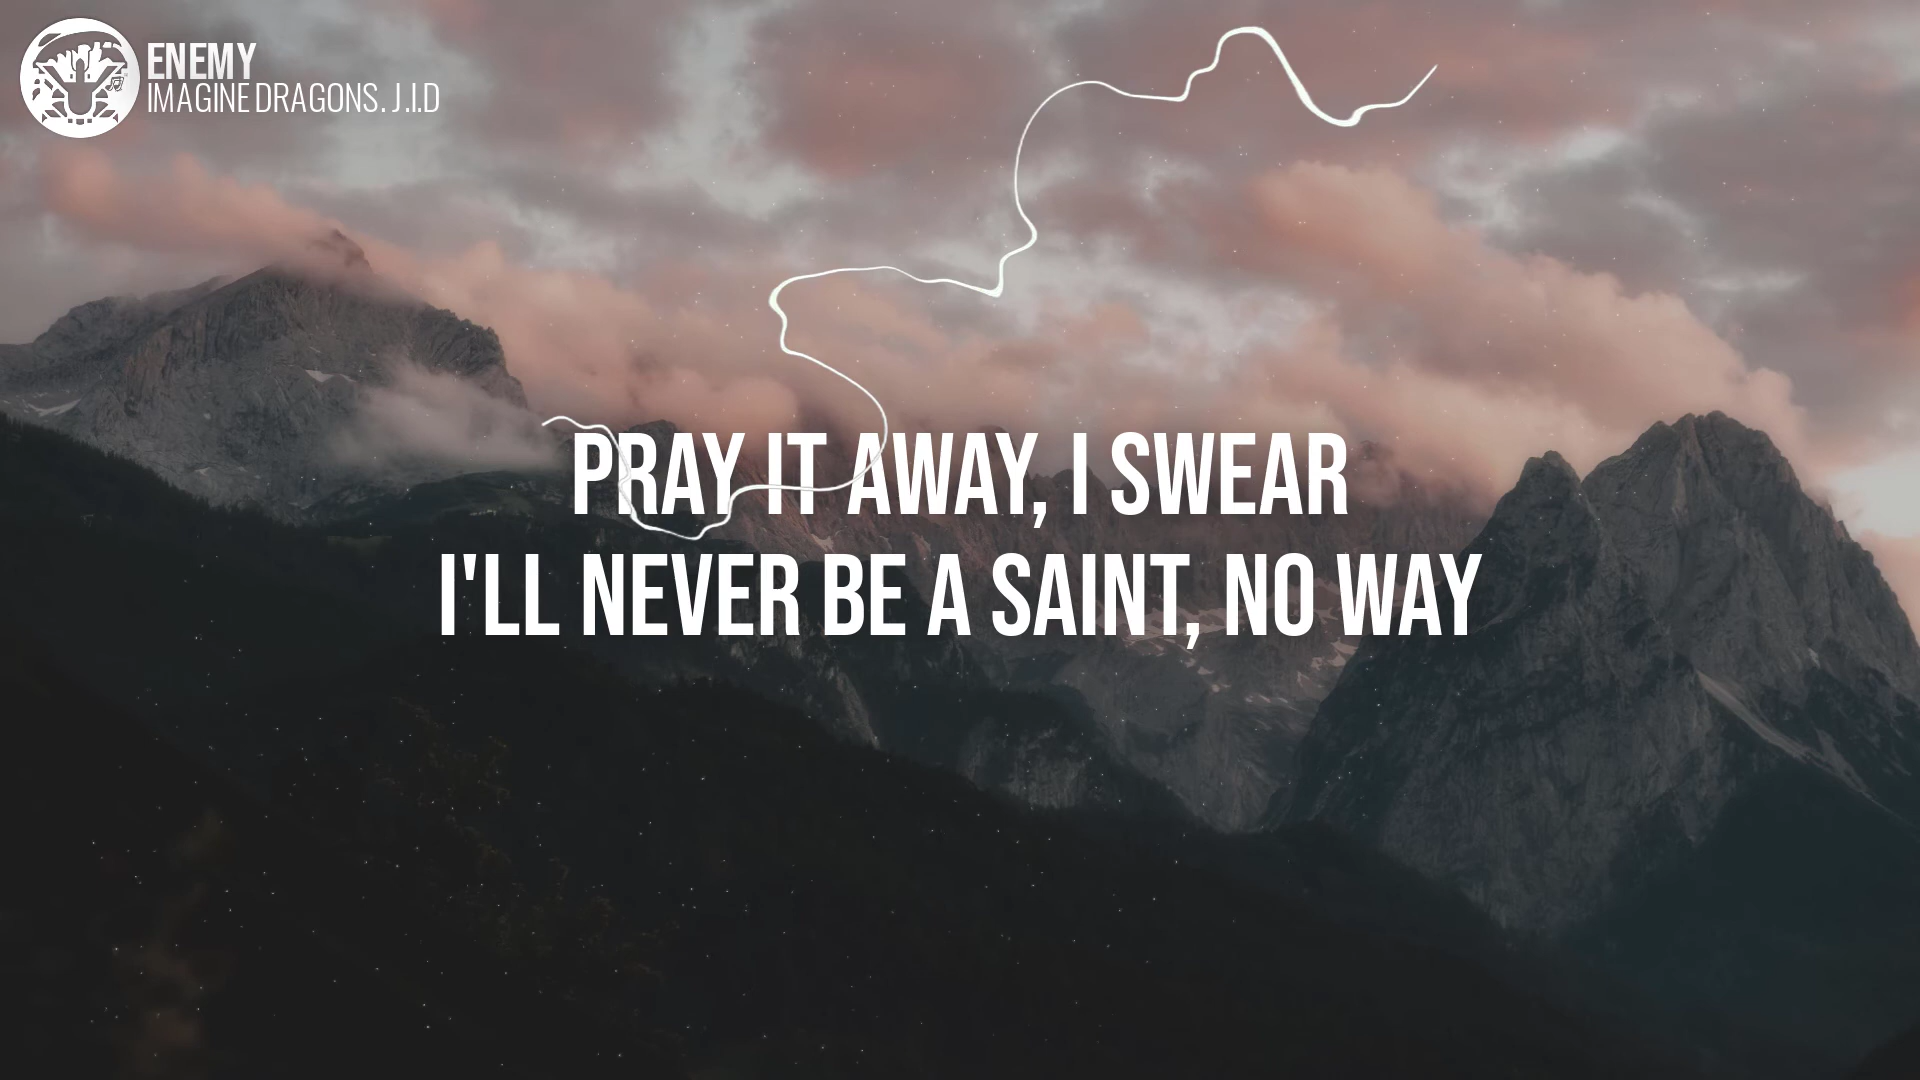 ENEMY
IMAGINE DRAGONS. J.I.D
PRAY IT AWAY, I SWEAR
I'LL NEVER BE A SAINT, NO WAY